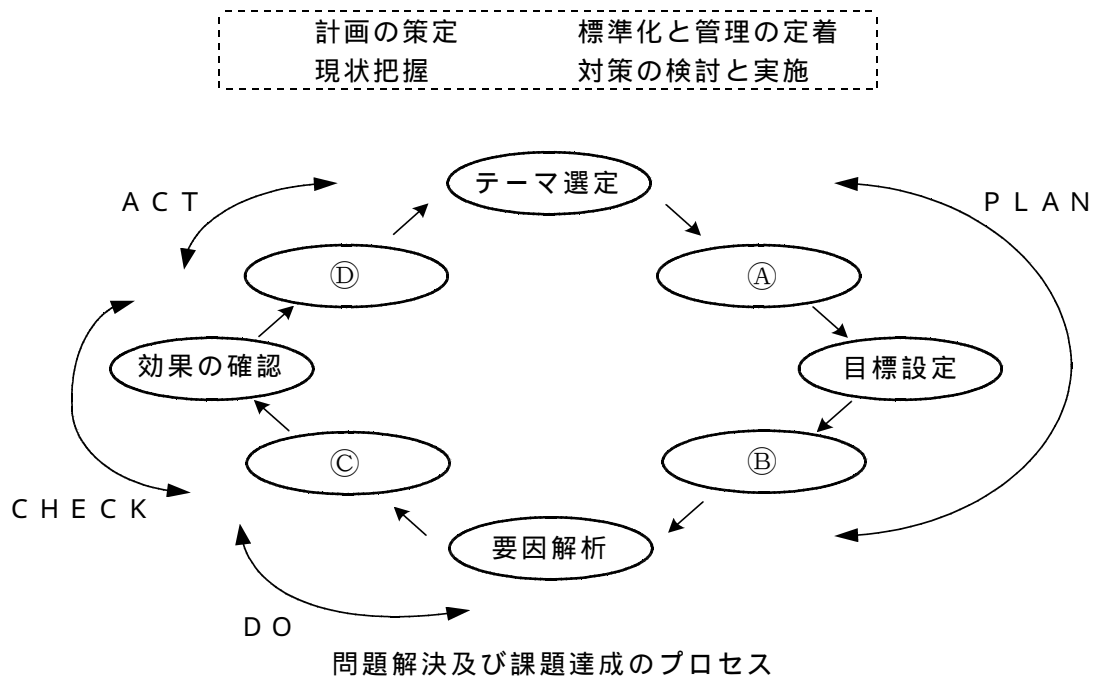 計画の策定 標準化と管理の定着
現状把握 対策の検討と実施
テーマ選定
ACT
PLAN
Ⓓ
Ⓐ
効果の確認
目標設定
Ⓒ
Ⓑ
CHECK
要因解析
DO
問題解決及び課題達成のプロセス